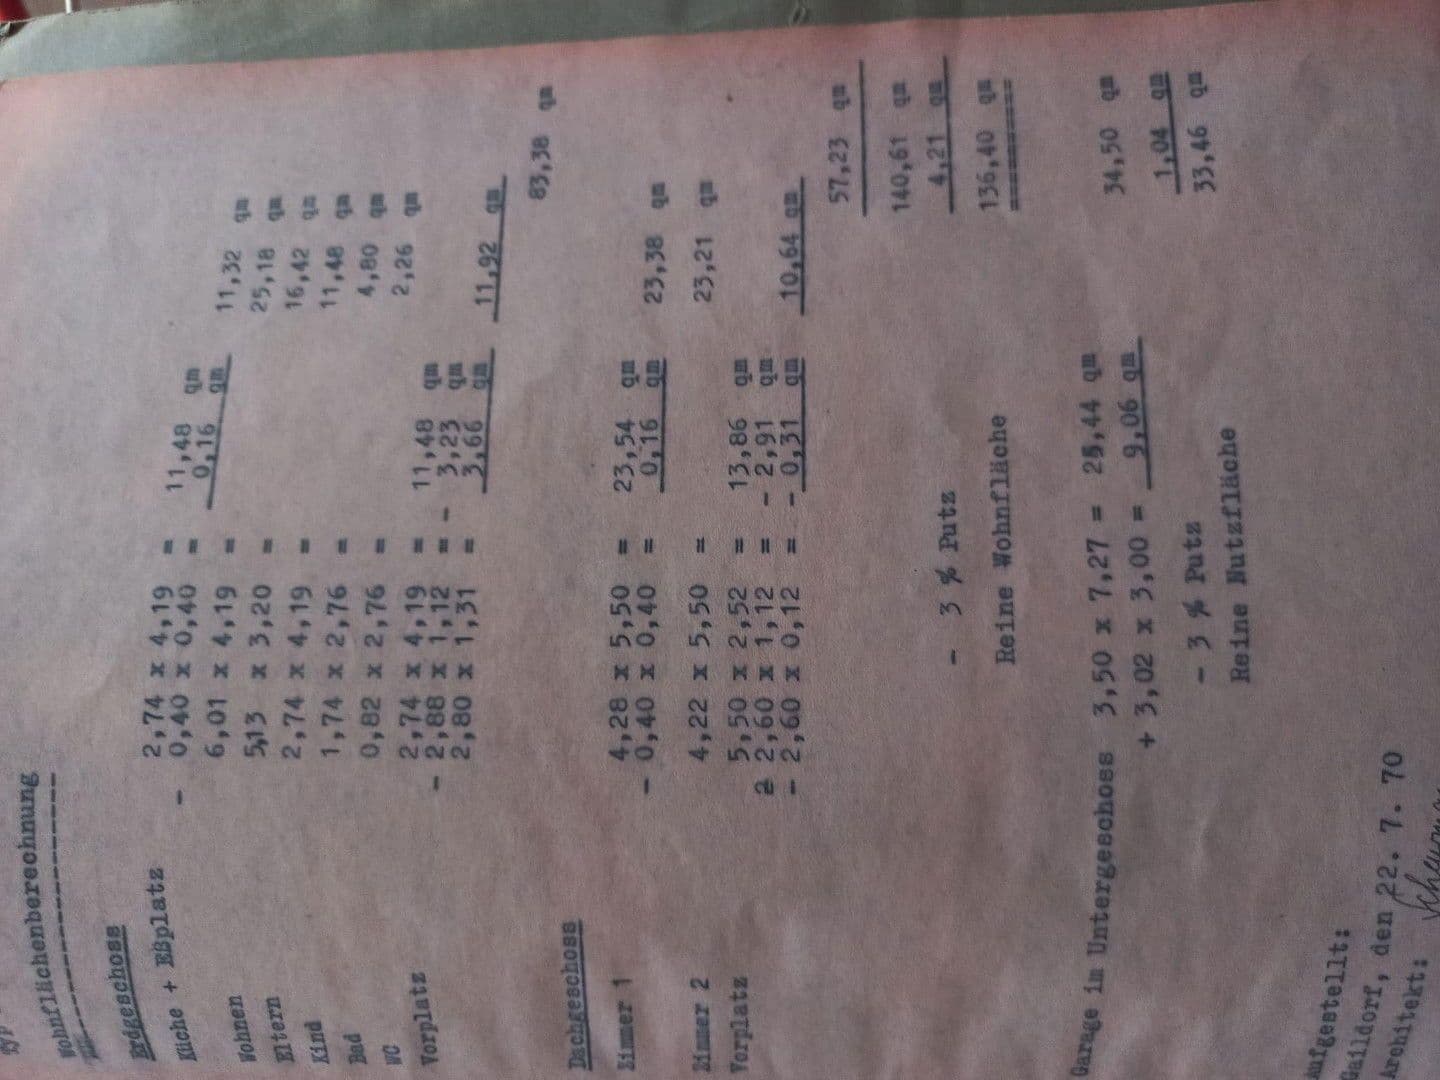 Typ
Wohnflächenberechnung
Erdgeschoss
Küche + Eßplatz 2,74 x 4,19 = 11,48 qm
- 0,40 x 0,40 = 0,16 qm 11,32 qm
Wohnen 6,01 x 4,19 = 25,18 qm
Eltern 5,13 x 3,20 = 16,42 qm
Kind 2,74 x 4,19 = 11,48 qm
Bad 1,74 x 2,76 = 4,80 qm
WC 0,82 x 2,76 = 2,26 qm
Vorplatz 2,74 x 4,19 = 11,48 qm
- 2,88 x 1,12 = - 3,23 qm
2,80 x 1,31 = 3,66 qm 11,92 qm
83,38 qm
Dachgeschoss
Zimmer 1 4,28 x 5,50 = 23,54 qm
- 0,40 x 0,40 = 0,16 qm 23,38 qm
Zimmer 2 4,22 x 5,50 = 23,21 qm
Vorplatz 5,50 x 2,52 = 13,86 qm
- 2,60 x 1,12 = - 2,91 qm
- 2,60 x 0,12 = - 0,31 qm 10,64 qm
57,23 qm
140,61 qm
- 3 % Putz 4,21 qm
Reine Wohnfläche 136,40 qm
Garage im Untergeschoss 3,50 x 7,27 = 25,44 qm
+ 3,02 x 3,00 = 9,06 qm 34,50 qm
- 3 % Putz 1,04 qm
Reine Nutzfläche 33,46 qm
Aufgestellt:
Gaildorf, den 22. 7. 70
Architekt: